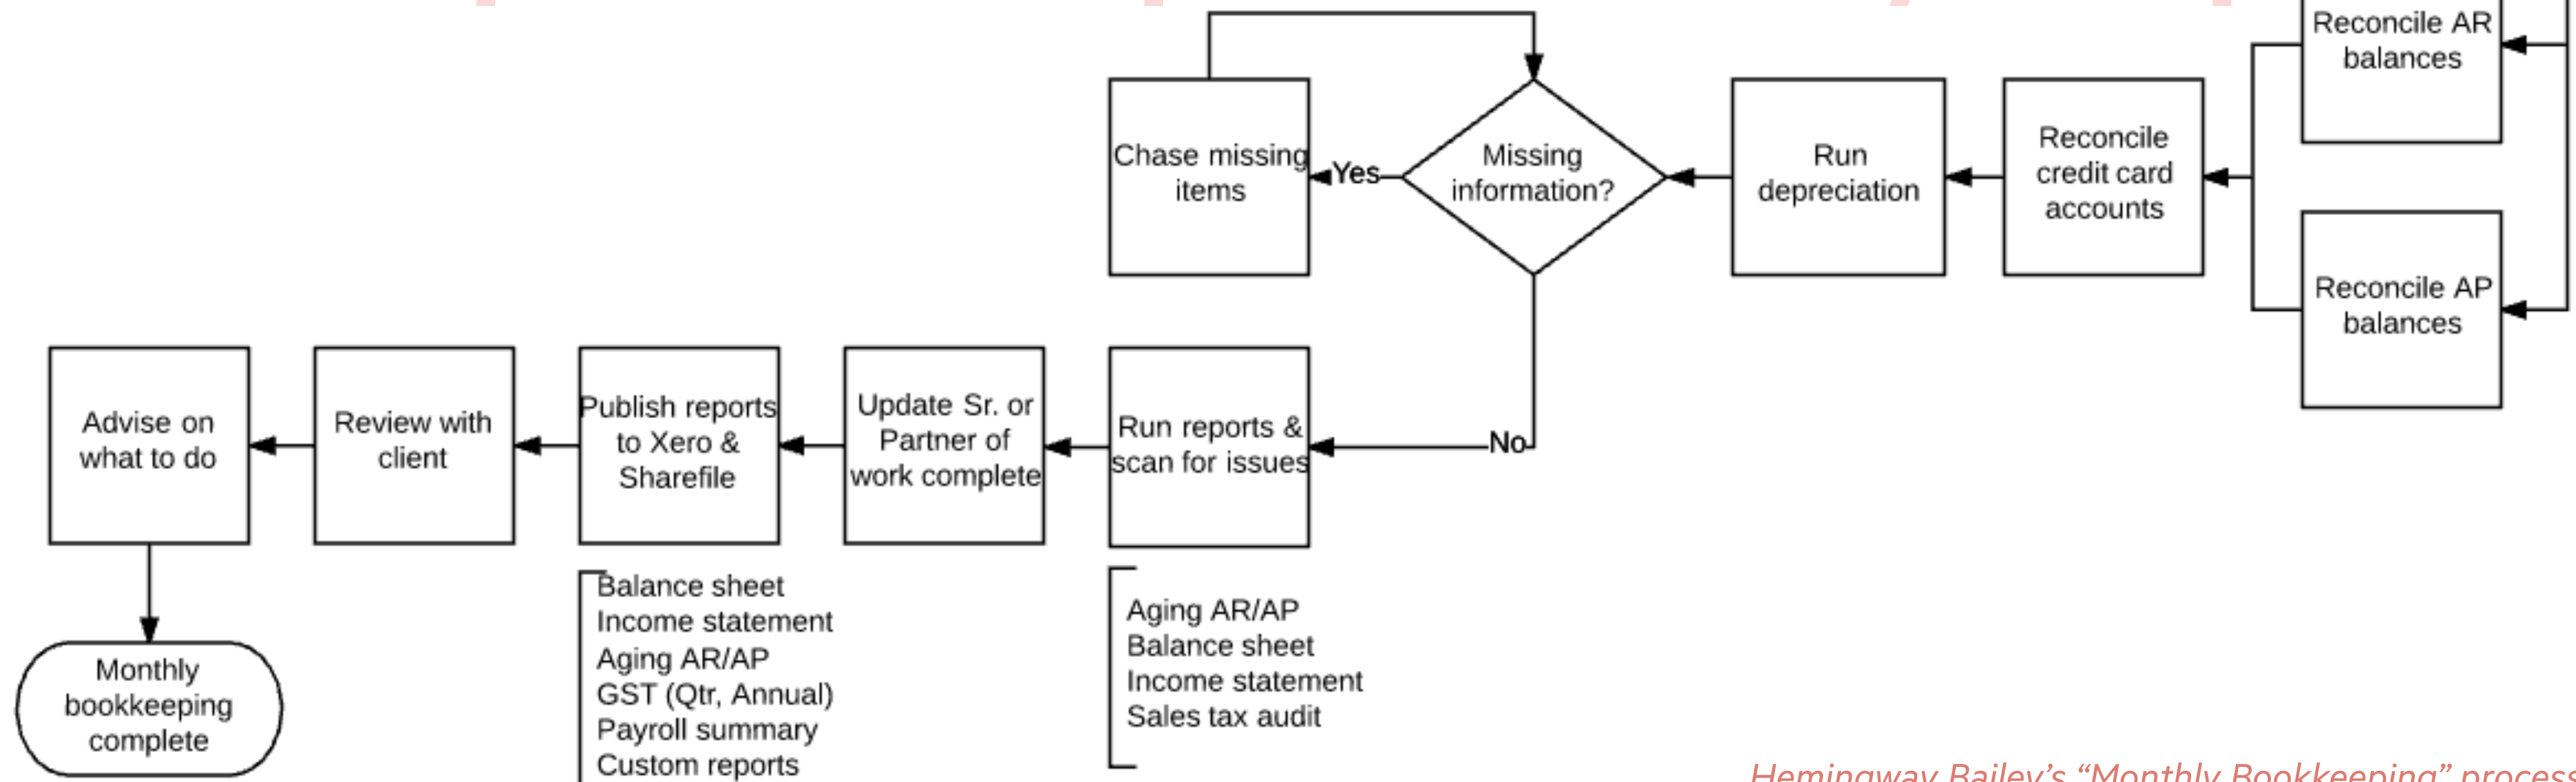 Reconcile AR
balances
Chase missing
items
Yes
Missing
information?
Run
depreciation
Reconcile
credit card
accounts
Reconcile AP
balances
Advise on
what to do
Review with
client
Publish reports
to Xero &
Sharefile
Update Sr. or
Partner of
work complete
Run reports &
scan for issues
No
Balance sheet
Income statement
Aging AR/AP
GST (Qtr, Annual)
Payroll summary
Custom reports
Aging AR/AP
Balance sheet
Income statement
Sales tax audit
Monthly
bookkeeping
complete
Hemingway Bailey's “Monthly Bookkeeping” process